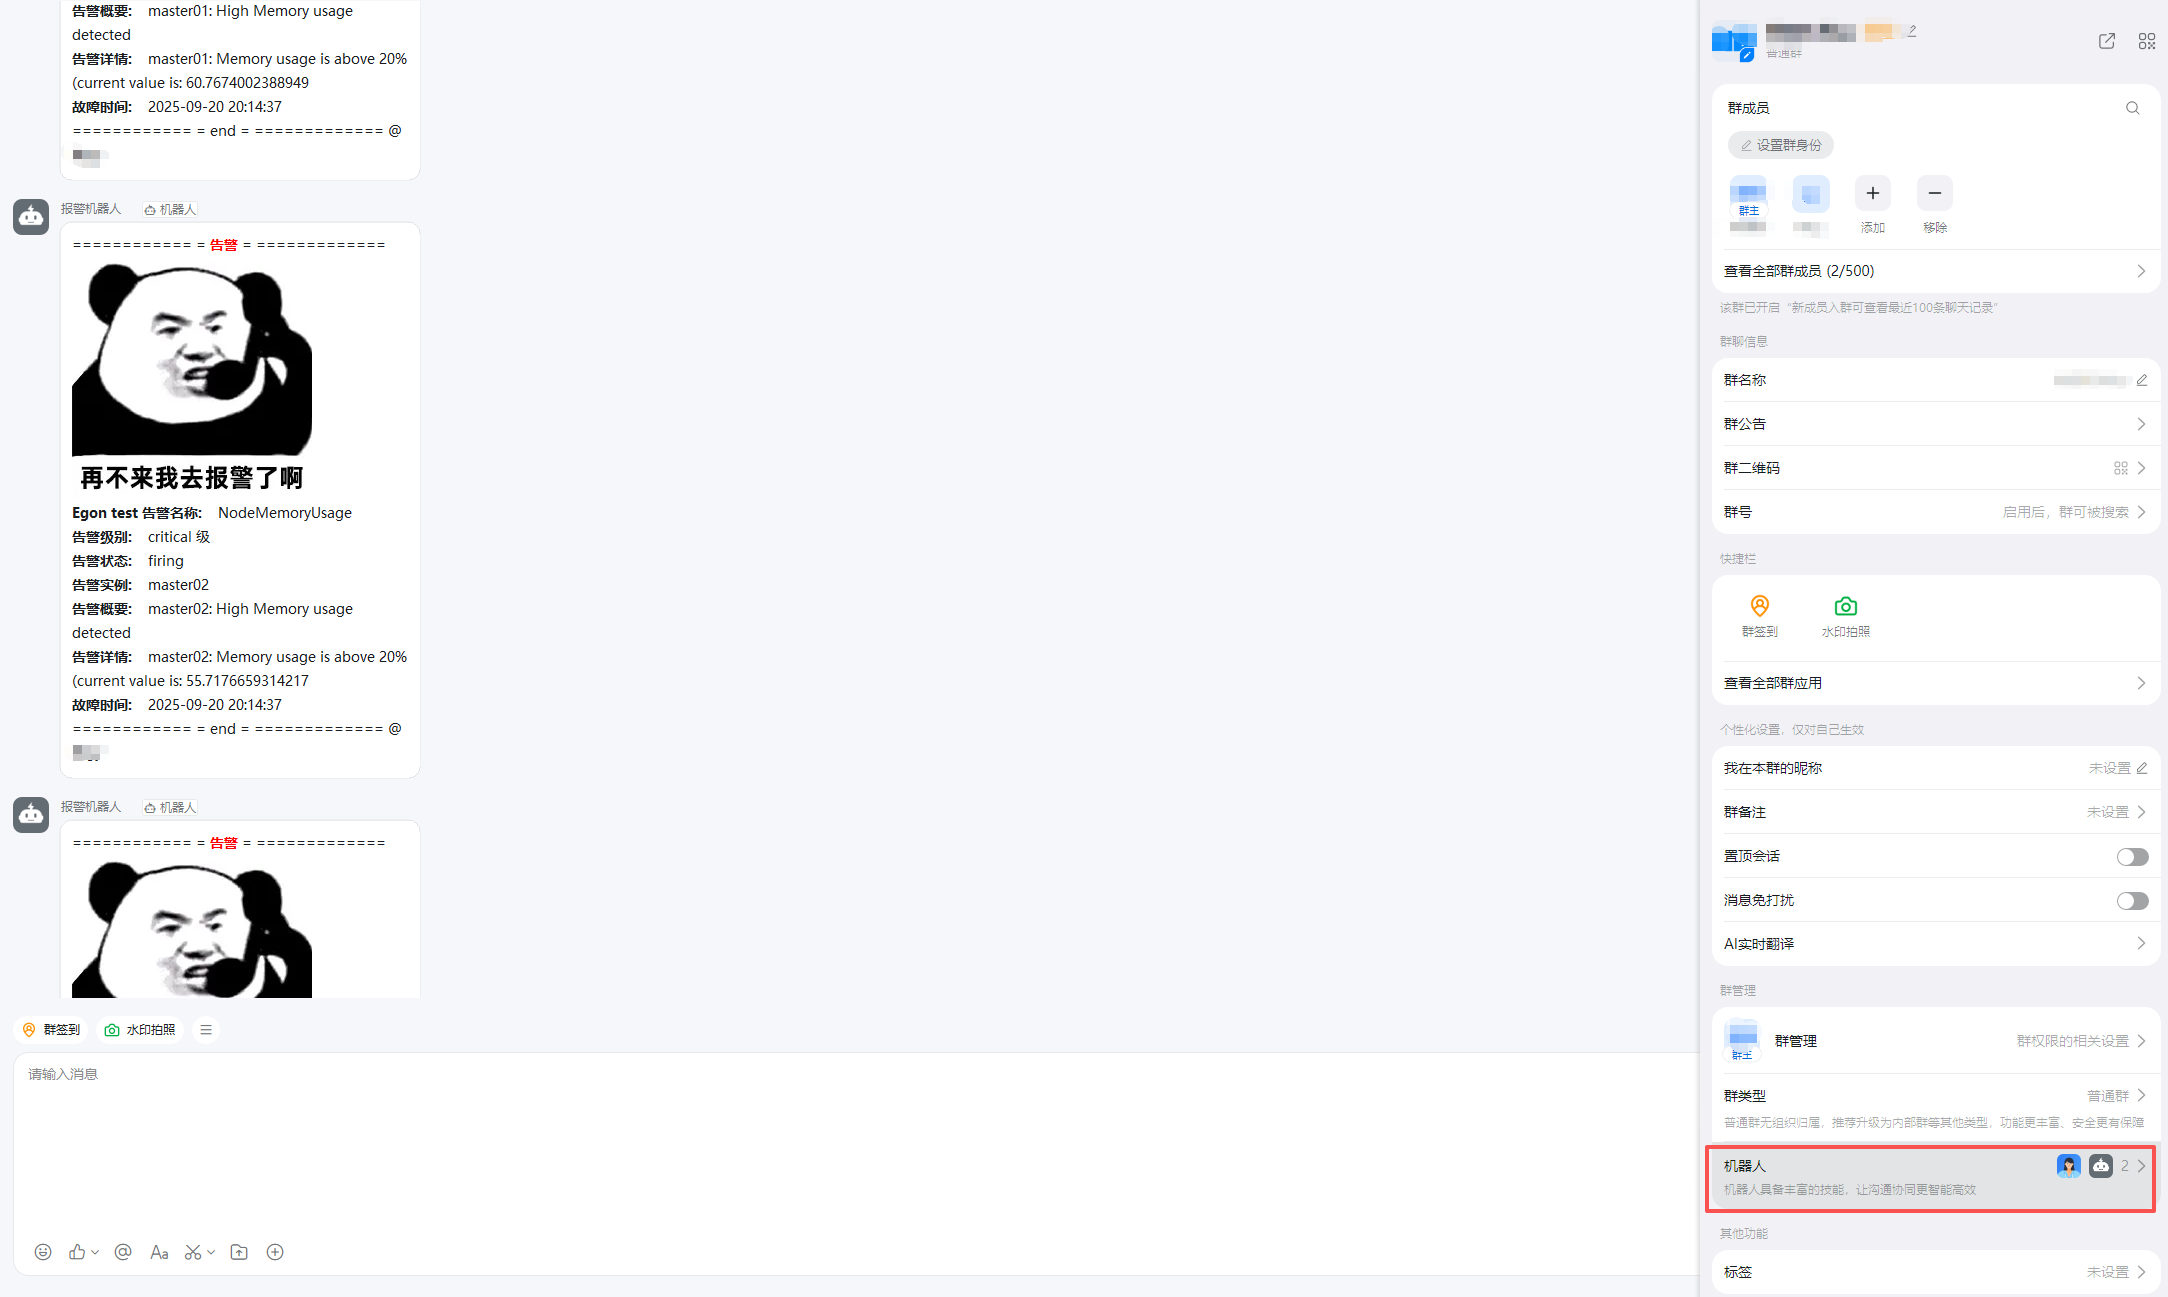 告警概要: master01: High Memory usage
detected
告警详情: master01: Memory usage is above 20%
(current value is: 60.7674002388949
故障时间: 2025-09-20 20:14:37
============ = end = ============= @
报警机器人 机器人
============ = 告警 = =============
再不来我去报警了啊
Egon test 告警名称: NodeMemoryUsage
告警级别: critical 级
告警状态: firing
告警实例: master02
告警概要: master02: High Memory usage
detected
告警详情: master02: Memory usage is above 20%
(current value is: 55.7176659314217
故障时间: 2025-09-20 20:14:37
============ = end = ============= @
报警机器人 机器人
============ = 告警 = =============
群签到 水印拍照
请输入消息
Aa
普通群
群成员
设置群身份
群主
添加 移除
查看全部群成员 (2/500)
该群已开启“新成员入群可查看最近100条聊天记录”
群聊信息
群名称
群公告
群二维码
群号 启用后，群可被搜索
快捷栏
群签到 水印拍照
查看全部群应用
个性化设置，仅对自己生效
我在本群的昵称 未设置
群备注 未设置
置顶会话
消息免打扰
AI实时翻译
群管理
群主 群管理 群权限的相关设置
群类型 普通群
普通群无组织归属，推荐升级为内部群等其他类型，功能更丰富、安全更有保障
机器人 2
机器人具备丰富的技能，让沟通协同更智能高效
其他功能
标签 未设置